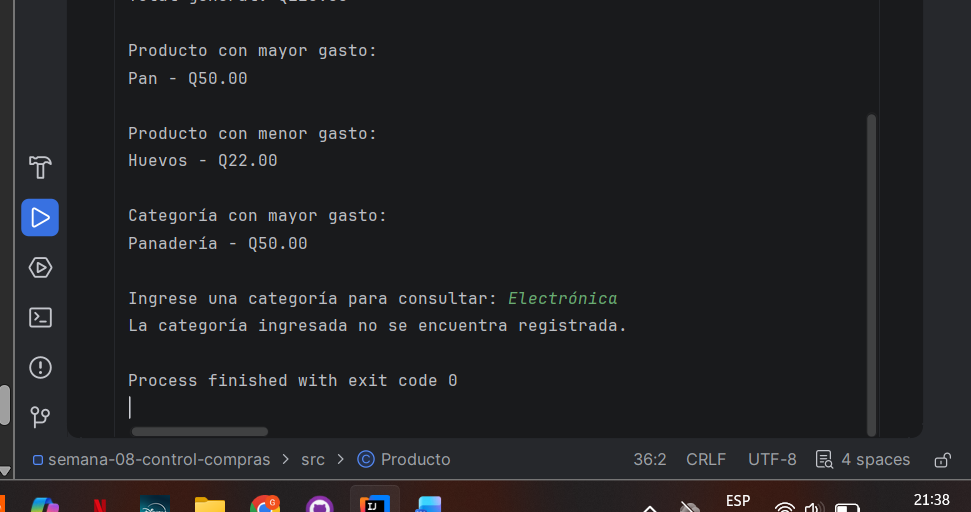 Producto con mayor gasto:
Pan - Q50.00
Producto con menor gasto:
Huevos - Q22.00
Categoría con mayor gasto:
Panadería - Q50.00
Ingrese una categoría para consultar: Electrónica
La categoría ingresada no se encuentra registrada.
Process finished with exit code 0
semana-08-control-compras > src > Producto 36:2 CRLF UTF-8 4 spaces
ESP 21:38